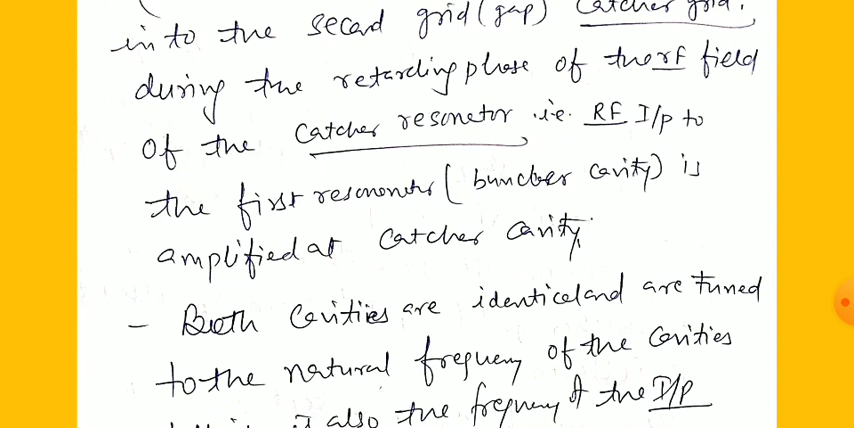 into the second grid (gap) Catcher grid.
during the retarding phase of the rf field
of the catcher resonator i.e. RF I/p to
the first resonator (buncher cavity) is
amplified at catcher cavity.
- Both cavities are identical and are tuned
to the natural frequency of the cavities
is also the frequency of the I/P